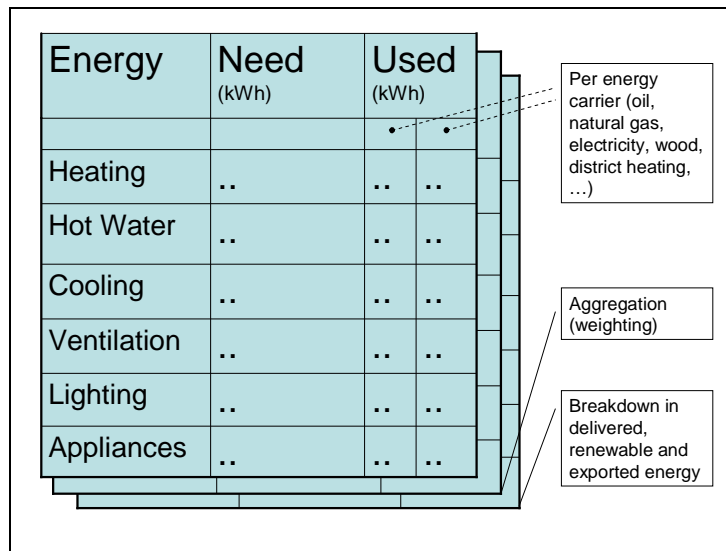 Energy Need Used
(kWh) (kWh)
Heating .. .. ..
Hot Water .. .. ..
Cooling .. .. ..
Ventilation .. .. ..
Lighting .. .. ..
Appliances .. .. ..
Per energy
carrier (oil,
natural gas,
electricity, wood,
district heating,
…)
Aggregation
(weighting)
Breakdown in
delivered,
renewable and
exported energy